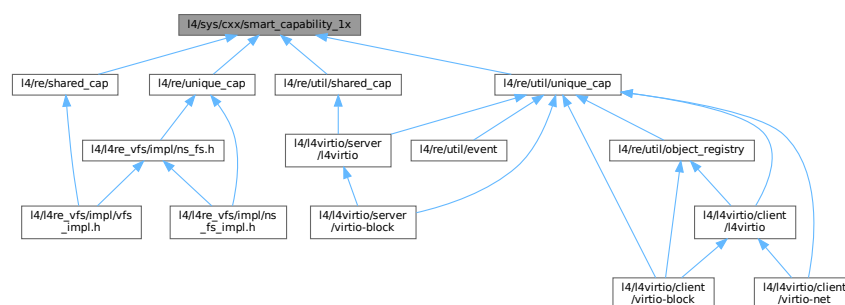 l4/sys/cxx/smart_capability_1x
l4/re/shared_cap
l4/re/unique_cap
l4/re/util/shared_cap
l4/re/util/unique_cap
l4/l4re_vfs/impl/ns_fs.h
l4/l4virtio/server
/l4virtio
l4/re/util/event
l4/re/util/object_registry
l4/l4re_vfs/impl/vfs
_impl.h
l4/l4re_vfs/impl/ns
_fs_impl.h
l4/l4virtio/server
/virtio-block
l4/l4virtio/client
/l4virtio
l4/l4virtio/client
/virtio-block
l4/l4virtio/client
/virtio-net